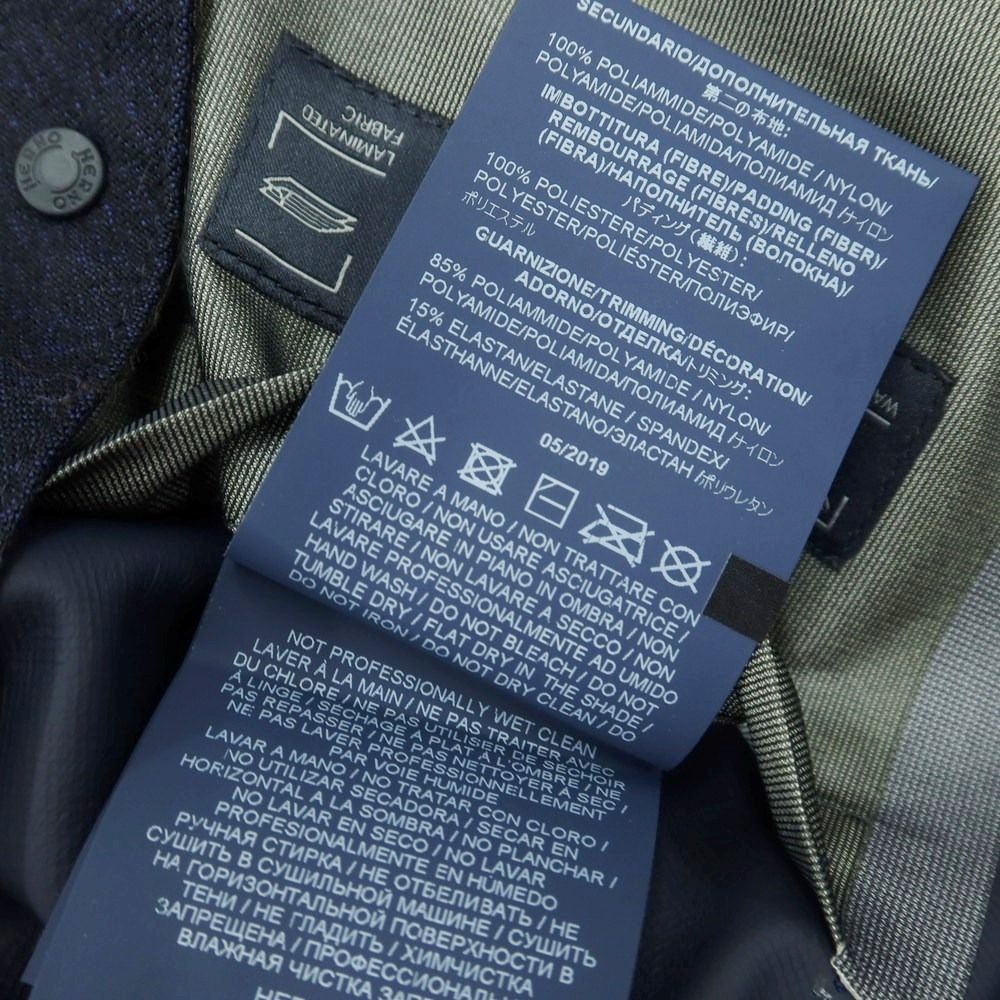 HERNO HERNO
LAMINATED
FABRIC
WA
SECUNDARIO/ДОПОЛНИТЕЛЬНАЯ ТКАНЬ/
第二の布地:
100% POLIAMMIDE/POLYAMIDE / NYLON/
POLYAMIDE/POLIAMIDA/ПОЛИАМИД /ナイロン
IMBOTTITURA (FIBRE)/PADDING (FIBER)/
REMBOURRAGE (FIBRES)/RELLENO
(FIBRA)/НАПОЛНИТЕЛЬ (ВОЛОКНА)/
パディング (繊維):
100% POLIESTERE/POLYESTER/
POLYESTER/POLIÉSTER/ПОЛИЭФИР/
ポリエステル
GUARNIZIONE/TRIMMING/DÉCORATION/
ADORNO/ОТДЕЛКА/トリミング:
85% POLIAMMIDE/POLYAMIDE / NYLON/
POLYAMIDE/POLIAMIDA/ПОЛИАМИД /ナイロン
15% ELASTAN/ELASTANE / SPANDEX/
ÉLASTHANNE/ELASTANO/ЭЛАСТАН /ポリウレタン
05/2019
LAVARE A MANO / NON TRATTARE CON
CLORO / NON USARE ASCIUGATRICE /
ASCIUGARE IN PIANO IN OMBRA / NON
STIRARE / NON LAVARE A SECCO / NON
LAVARE PROFESSIONALMENTE AD UMIDO
HAND WASH / DO NOT BLEACH / DO NOT
TUMBLE DRY / FLAT DRY IN THE SHADE /
DO NOT IRON / DO NOT DRY CLEAN / DO
NOT PROFESSIONALLY WET CLEAN
LAVER À LA MAIN / NE PAS TRAITER AVEC
DU CHLORE / NE PAS UTILISER DE SÉCHOIR
À LINGE / SÉCHAGE À PLAT À L'OMBRE / NE
PAS REPASSER / NE PAS NETTOYER À SEC /
NE PAS LAVER PROFESSIONNELLEMENT
PAR VOIE HUMIDE
LAVAR A MANO / NO TRATAR CON CLORO /
NO UTILIZAR SECADORA / SECAR EN
HORIZONTAL A LA SOMBRA / NO PLANCHAR /
NO LAVAR EN SECO / NO LAVAR
PROFESIONALMENTE EN HUMEDO
РУЧНАЯ СТИРКА / НЕ ОТБЕЛИВАТЬ / НЕ
СУШИТЬ В СУШИЛЬНОЙ МАШИНЕ / СУШИТЬ
НА ГОРИЗОНТАЛЬНОЙ ПОВЕРХНОСТИ В
ТЕНИ / НЕ ГЛАДИТЬ / ХИМЧИСТКА
ЗАПРЕЩЕНА / ПРОФЕССИОНАЛЬ
ВЛАЖНАЯ ЧИСТКА ЗАПРЕ